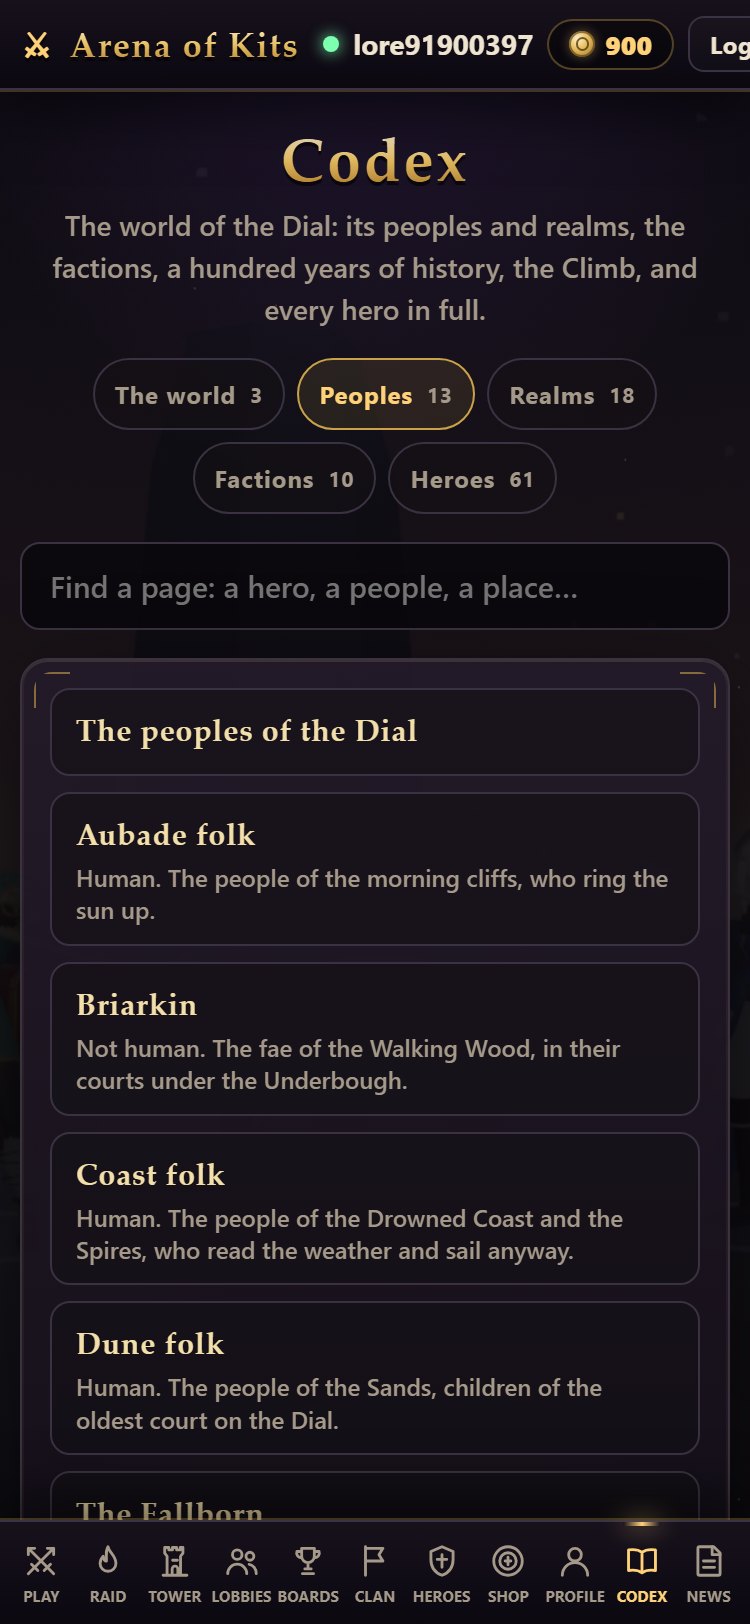 Arena of Kits
lore91900397
900
Log
Codex
The world of the Dial: its peoples and realms, the
factions, a hundred years of history, the Climb, and
every hero in full.
The world 3
Peoples 13
Realms 18
Factions 10
Heroes 61
Find a page: a hero, a people, a place...
The peoples of the Dial
Aubade folk
Human. The people of the morning cliffs, who ring the
sun up.
Briarkin
Not human. The fae of the Walking Wood, in their
courts under the Underbough.
Coast folk
Human. The people of the Drowned Coast and the
Spires, who read the weather and sail anyway.
Dune folk
Human. The people of the Sands, children of the
oldest court on the Dial.
The Fallborn
PLAY
RAID
TOWER
LOBBIES
BOARDS
CLAN
HEROES
SHOP
PROFILE
CODEX
NEWS